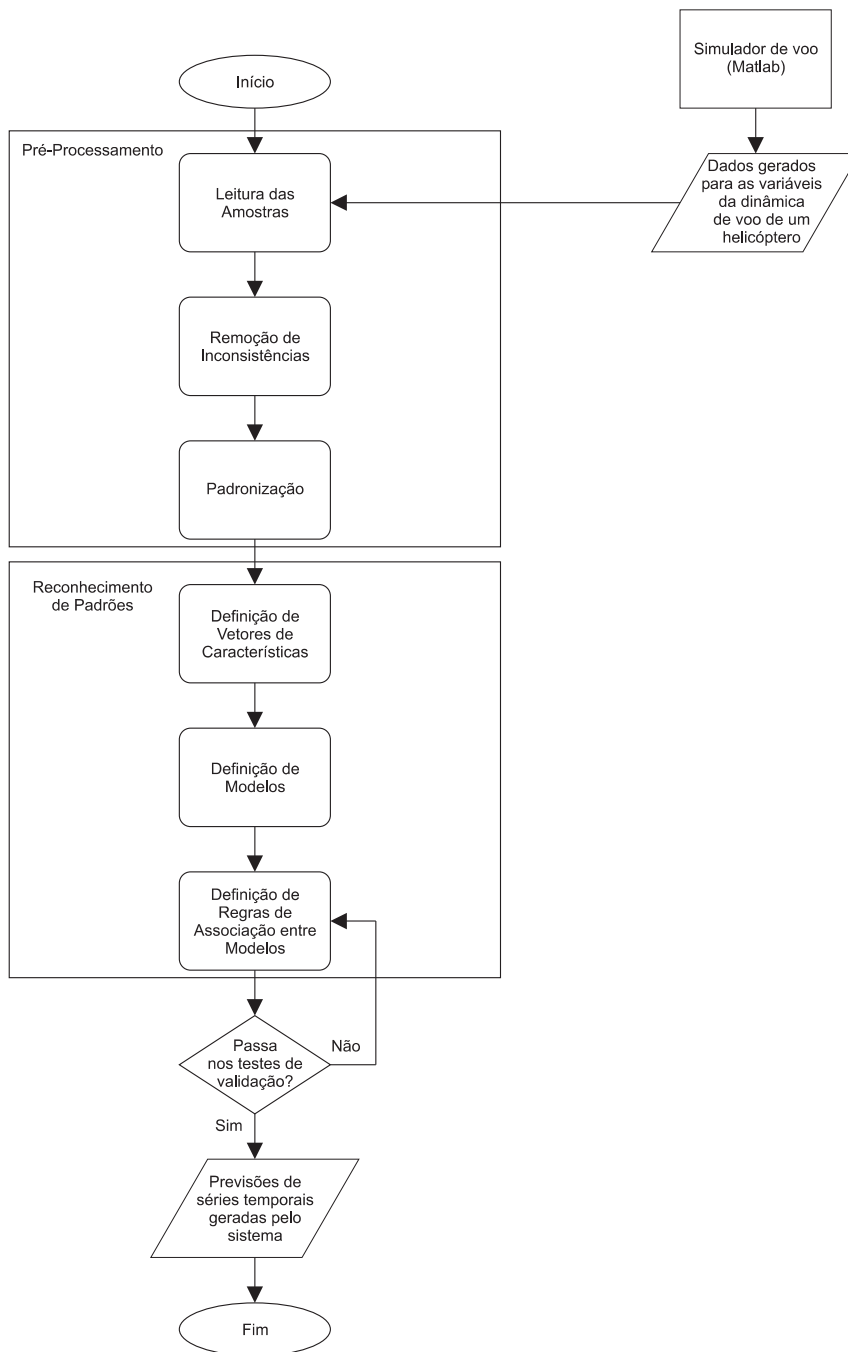 Simulador de voo
(Matlab)
Início
Pré-Processamento
Leitura das
Amostras
Dados gerados
para as variáveis
da dinâmica
de voo de um
helicóptero
Remoção de
Inconsistências
Padronização
Reconhecimento
de Padrões
Definição de
Vetores de
Características
Definição de
Modelos
Definição de
Regras de
Associação entre
Modelos
Passa
nos testes de
validação?
Não
Sim
Previsões de
séries temporais
geradas pelo
sistema
Fim